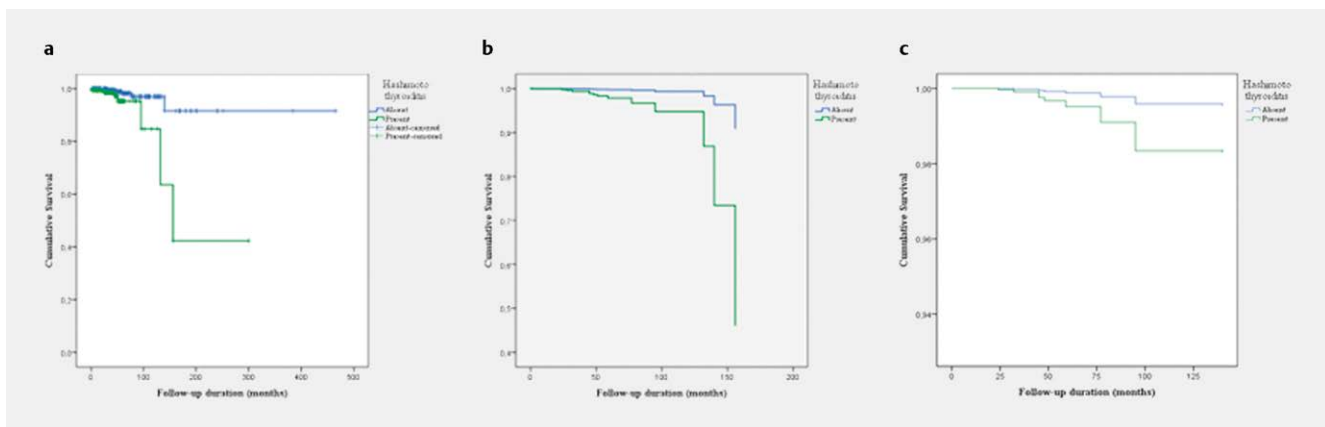 a
Hashimoto
thyroiditis
Absent
Present
Absent-censored
Present-censored
1,0
0,8
0,6
0,4
0,2
0,0
0
100
200
300
400
500
Cumulative Survival
Follow-up duration (months)
b
Hashimoto
thyroiditis
Absent
Present
1,0
0,9
0,8
0,7
0,6
0,5
0,4
0
50
100
150
200
Cumulative Survival
Follow-up duration (months)
c
Hashimoto
thyroiditis
Absent
Present
1,00
0,98
0,96
0,94
0
25
50
75
100
125
Cumulative Survival
Follow-up duration (months)